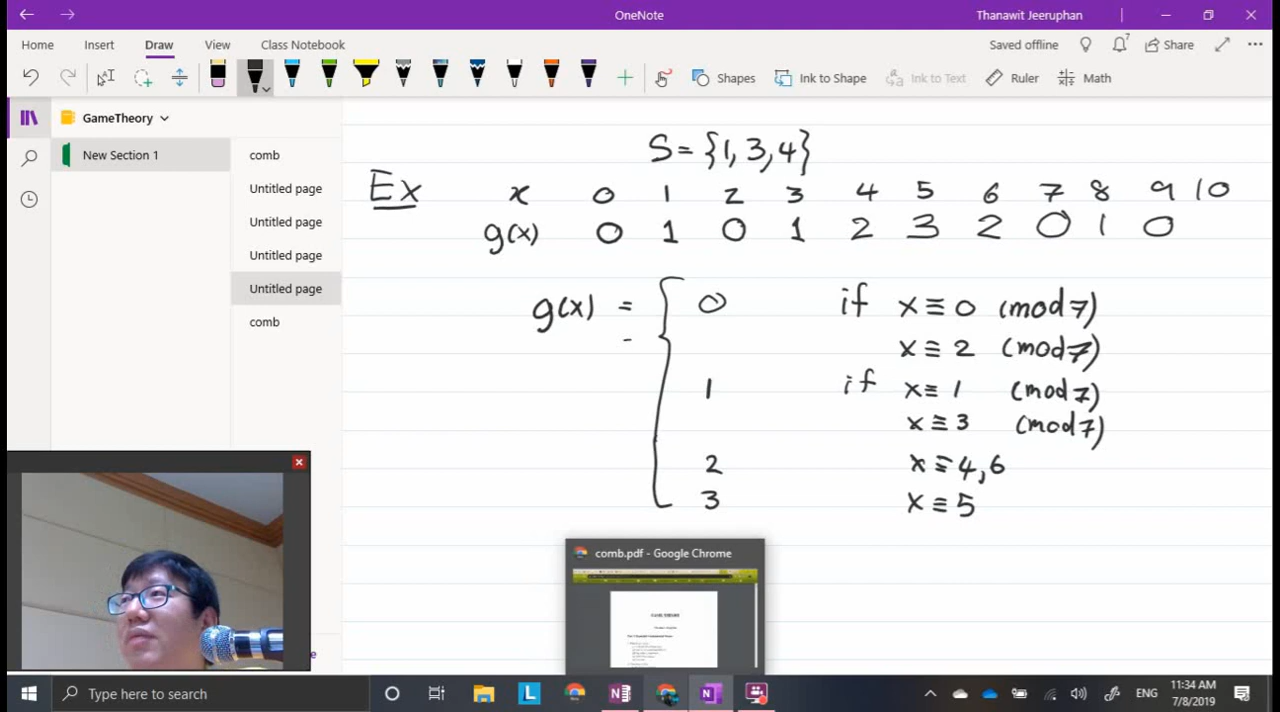 OneNote
Thanawit Jeeruphan
Home Insert Draw View Class Notebook
Saved offline
7
Share
Shapes
Ink to Shape
Ink to Text
Ruler
Math
GameTheory
New Section 1
comb
Untitled page
Untitled page
Untitled page
Untitled page
comb
S = {1, 3, 4}
Ex x 0 1 2 3 4 5 6 7 8 9 10
g(x) 0 1 0 1 2 3 2 0 1 0
g(x) = { 0 if x ≡ 0 (mod 7)
x ≡ 2 (mod 7)
1 if x ≡ 1 (mod 7)
x ≡ 3 (mod 7)
2 x ≡ 4, 6
3 x ≡ 5
comb.pdf - Google Chrome
Type here to search
L
N
N
ENG
11:34 AM
7/8/2019